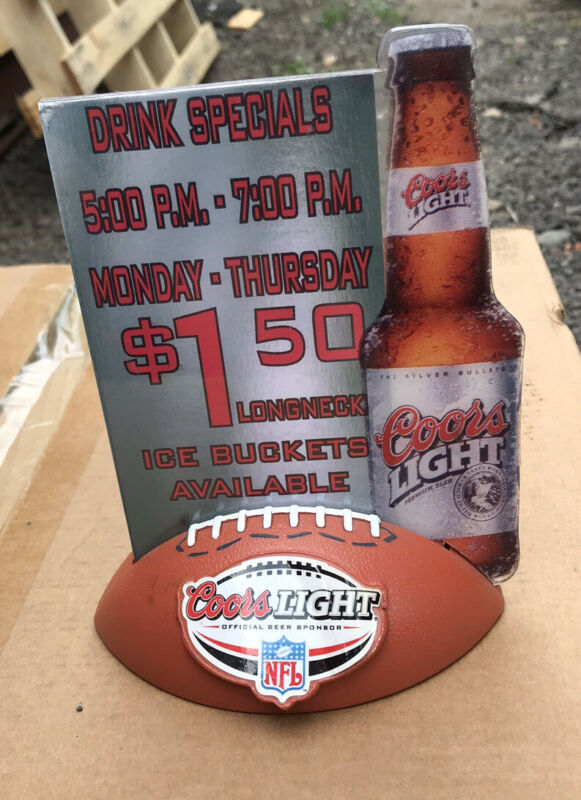 DRINK SPECIALS
5:00 P.M. - 7:00 P.M.
MONDAY - THURSDAY
$1 50
LONGNECK
ICE BUCKETS
AVAILABLE
Coors
LIGHT
THE SILVER BULLET
Coors
LIGHT
PREMIUM BEER
Coors LIGHT
OFFICIAL BEER SPONSOR
NFL